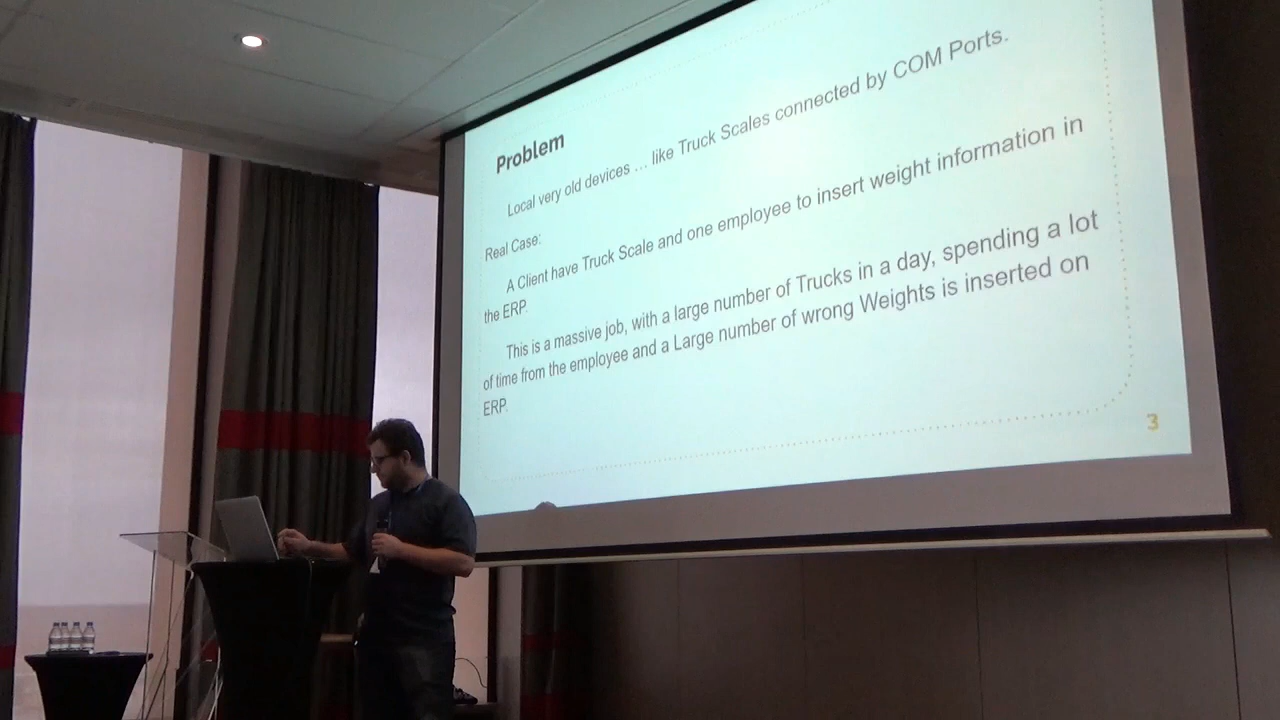 Problem
Local very old devices ... like Truck Scales connected by COM Ports.
Real Case:
A Client have Truck Scale and one employee to insert weight information in
the ERP.
This is a massive job, with a large number of Trucks in a day, spending a lot
of time from the employee and a Large number of wrong Weights is inserted on
ERP.
3